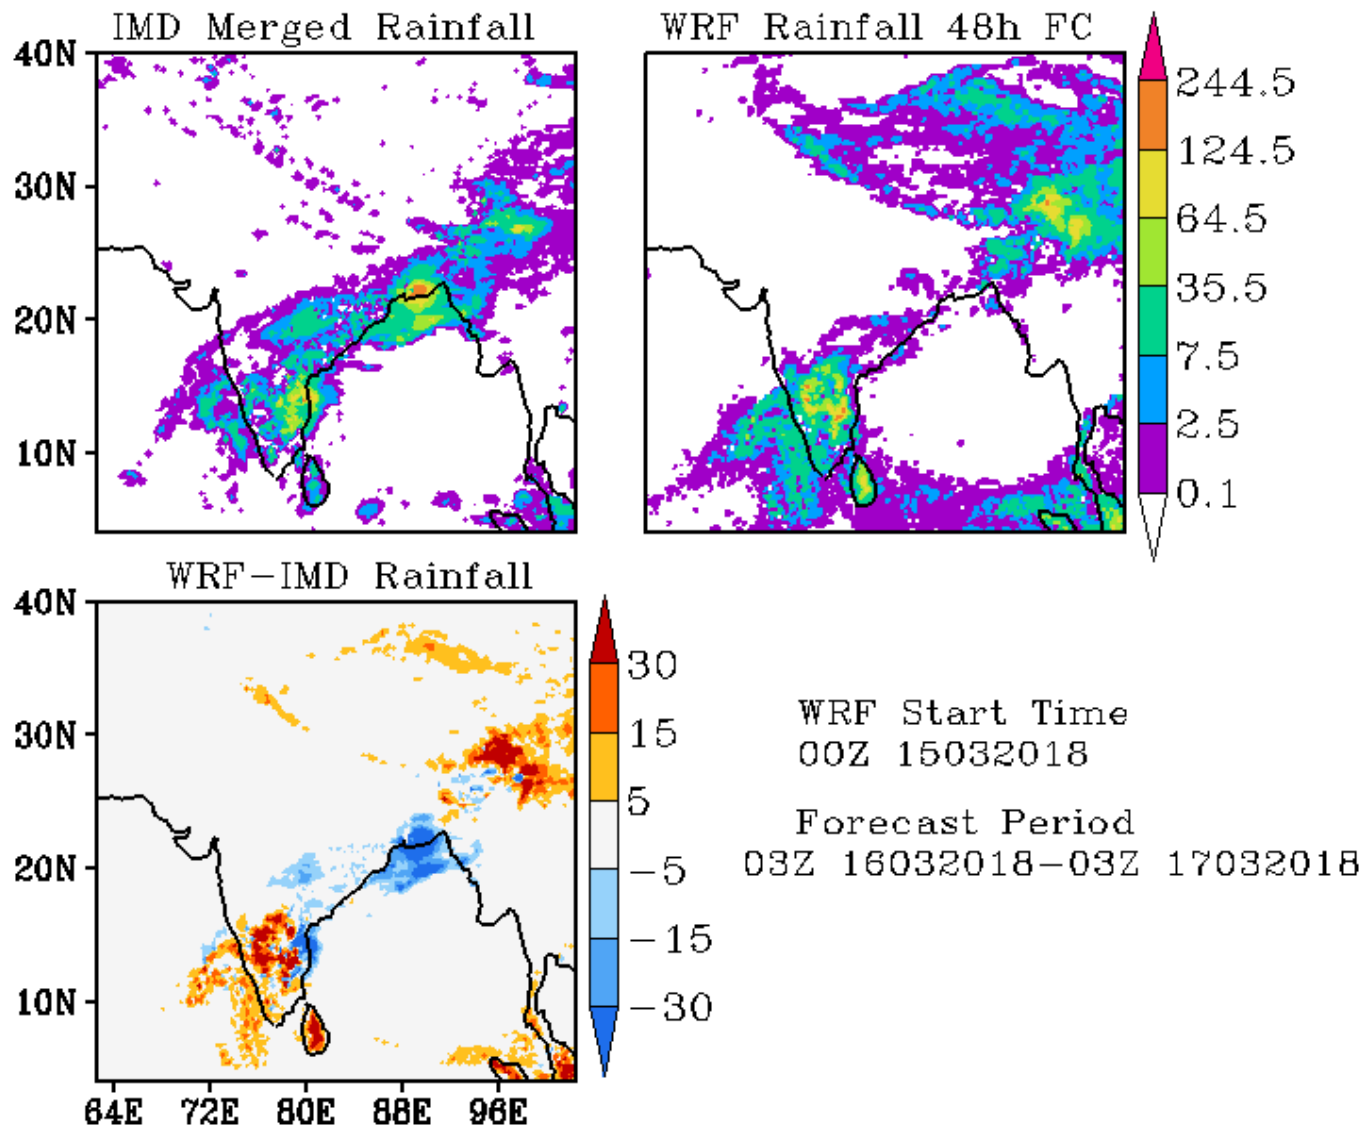 IMD Merged Rainfall
WRF Rainfall 48h FC
40N
30N
20N
10N
244.5
124.5
64.5
35.5
7.5
2.5
0.1
WRF-IMD Rainfall
40N
30N
20N
10N
64E 72E 80E 88E 96E
30
15
5
-5
-15
-30
WRF Start Time
00Z 15032018
Forecast Period
03Z 16032018-03Z 17032018